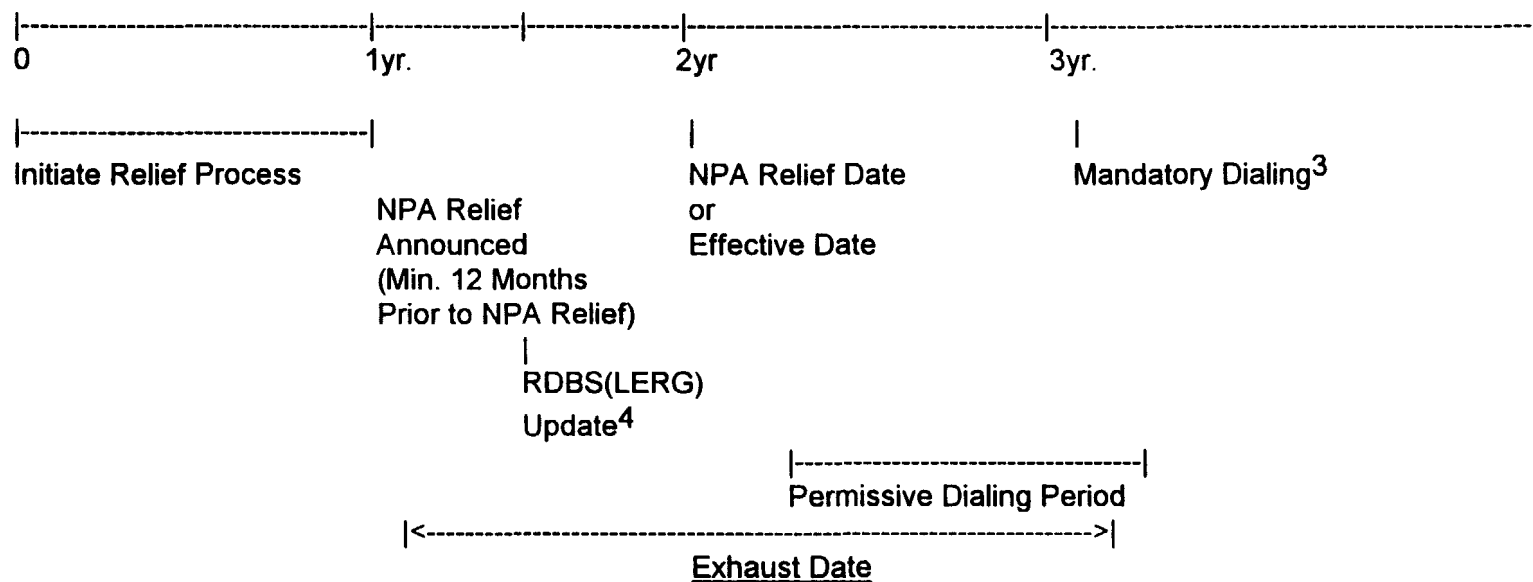 0 1yr. 2yr 3yr.
Initiate Relief Process
NPA Relief
Announced
(Min. 12 Months
Prior to NPA Relief)
RDBS(LERG)
Update4
NPA Relief Date
or
Effective Date
Mandatory Dialing3
Permissive Dialing Period
Exhaust Date